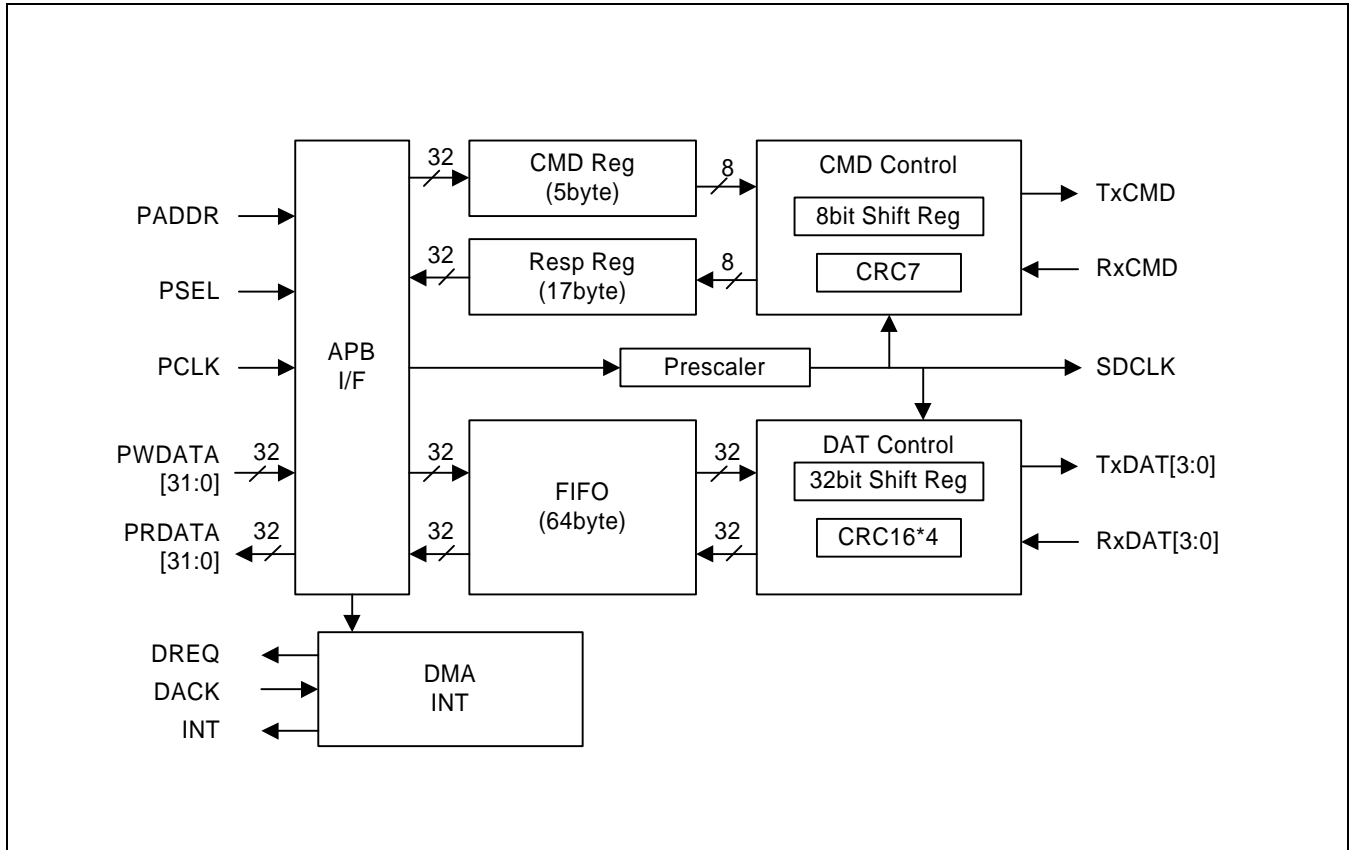 PADDR
PSEL
PCLK
PWDATA
[31:0]
32
PRDATA
[31:0]
32
APB
I/F
32
CMD Reg
(5byte)
8
32
Resp Reg
(17byte)
8
CMD Control
8bit Shift Reg
CRC7
TxCMD
RxCMD
Prescaler
SDCLK
32
FIFO
(64byte)
32
32
32
DAT Control
32bit Shift Reg
CRC16*4
TxDAT[3:0]
RxDAT[3:0]
DREQ
DACK
INT
DMA
INT